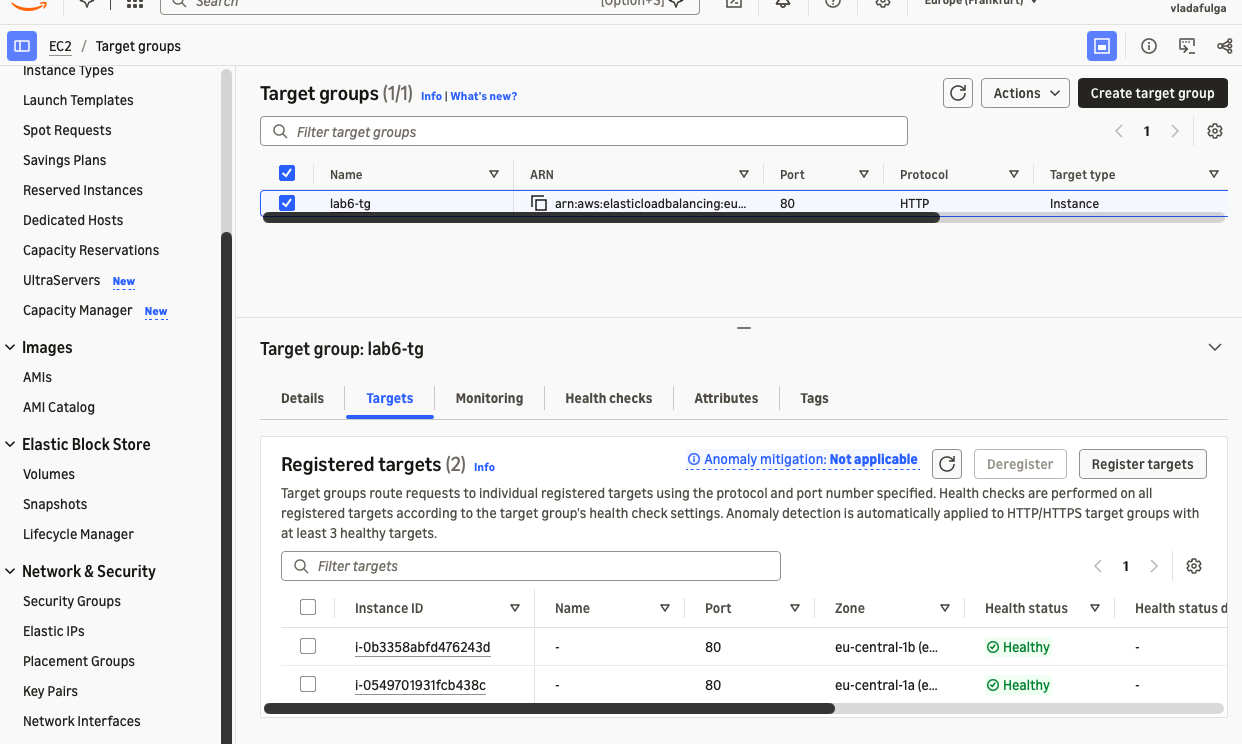 Search
[Option+S]
Europe (Frankfurt)
vladafulga
EC2 / Target groups
Instance Types
Launch Templates
Spot Requests
Savings Plans
Reserved Instances
Dedicated Hosts
Capacity Reservations
UltraServers New
Capacity Manager New
Images
AMIs
AMI Catalog
Elastic Block Store
Volumes
Snapshots
Lifecycle Manager
Network & Security
Security Groups
Elastic IPs
Placement Groups
Key Pairs
Network Interfaces
Target groups (1/1) Info | What's new?
Actions
Create target group
Filter target groups
1
Name ARN Port Protocol Target type
lab6-tg arn:aws:elasticloadbalancing:eu... 80 HTTP Instance
Target group: lab6-tg
Details Targets Monitoring Health checks Attributes Tags
Registered targets (2) Info
Anomaly mitigation: Not applicable
Deregister
Register targets
Target groups route requests to individual registered targets using the protocol and port number specified. Health checks are performed on all
registered targets according to the target group's health check settings. Anomaly detection is automatically applied to HTTP/HTTPS target groups with
at least 3 healthy targets.
Filter targets
1
Instance ID Name Port Zone Health status Health status d
i-0b3358abfd476243d - 80 eu-central-1b (e... Healthy -
i-0549701931fcb438c - 80 eu-central-1a (e... Healthy -